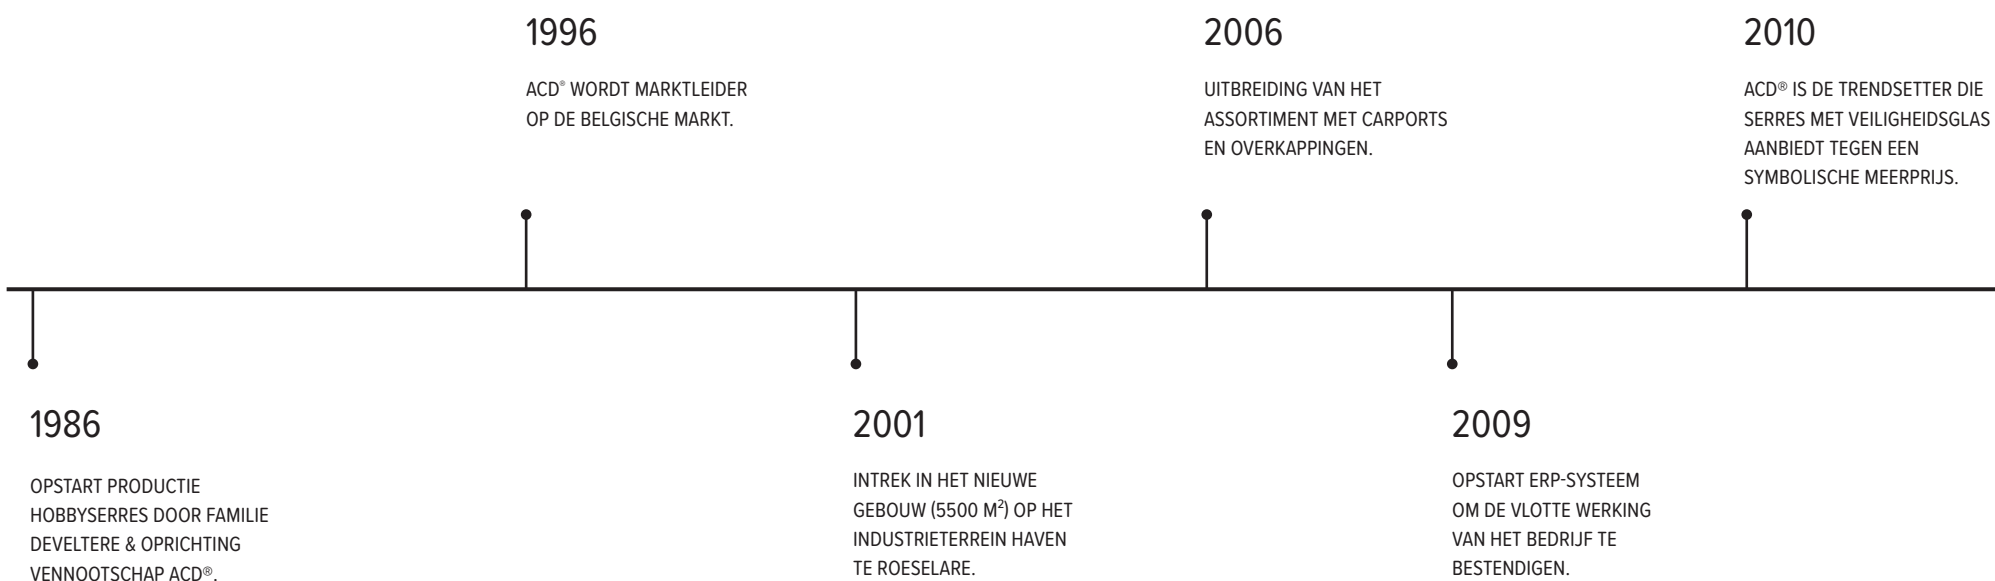 1996
ACD® WORDT MARKTLEIDER
OP DE BELGISCHE MARKT.
2006
UITBREIDING VAN HET
ASSORTIMENT MET CARPORTS
EN OVERKAPPINGEN.
2010
ACD® IS DE TRENDSETTER DIE
SERRES MET VEILIGHEIDSGLAS
AANBIEDT TEGEN EEN
SYMBOLISCHE MEERPRIJS.
1986
OPSTART PRODUCTIE
HOBBYSERRES DOOR FAMILIE
DEVELTERE & OPRICHTING
VENNOOTSCHAP ACD®.
2001
INTREK IN HET NIEUWE
GEBOUW (5500 M²) OP HET
INDUSTRIETERREIN HAVEN
TE ROESELARE.
2009
OPSTART ERP-SYSTEEM
OM DE VLOTTE WERKING
VAN HET BEDRIJF TE
BESTENDIGEN.